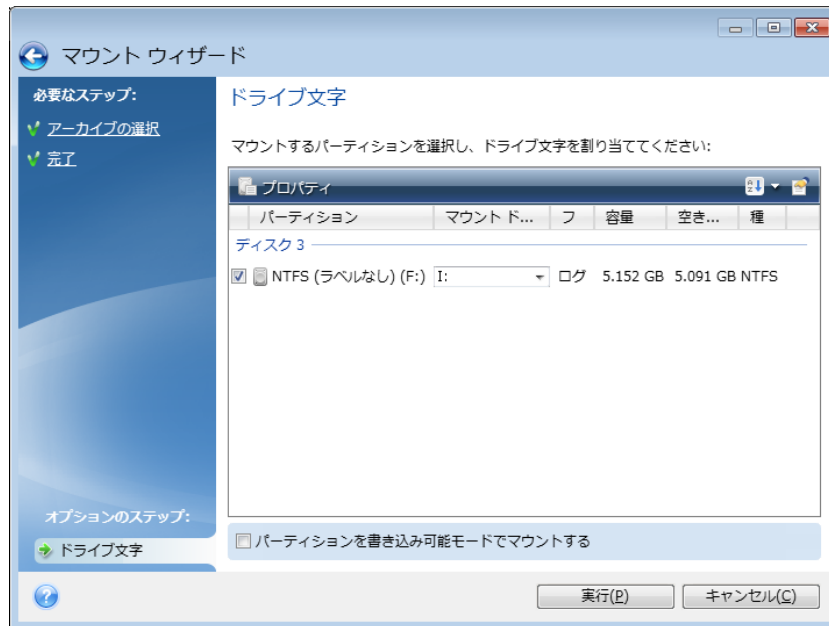 マウント ウィザード
必要なステップ:
アーカイブの選択
完了
オプションのステップ:
ドライブ文字
ドライブ文字
マウントするパーティションを選択し、ドライブ文字を割り当ててください:
プロパティ
パーティション マウント ド... フ 容量 空き... 種
ディスク 3
NTFS (ラベルなし) (F:) I: ログ 5.152 GB 5.091 GB NTFS
パーティションを書き込み可能モードでマウントする
実行(P) キャンセル(C)